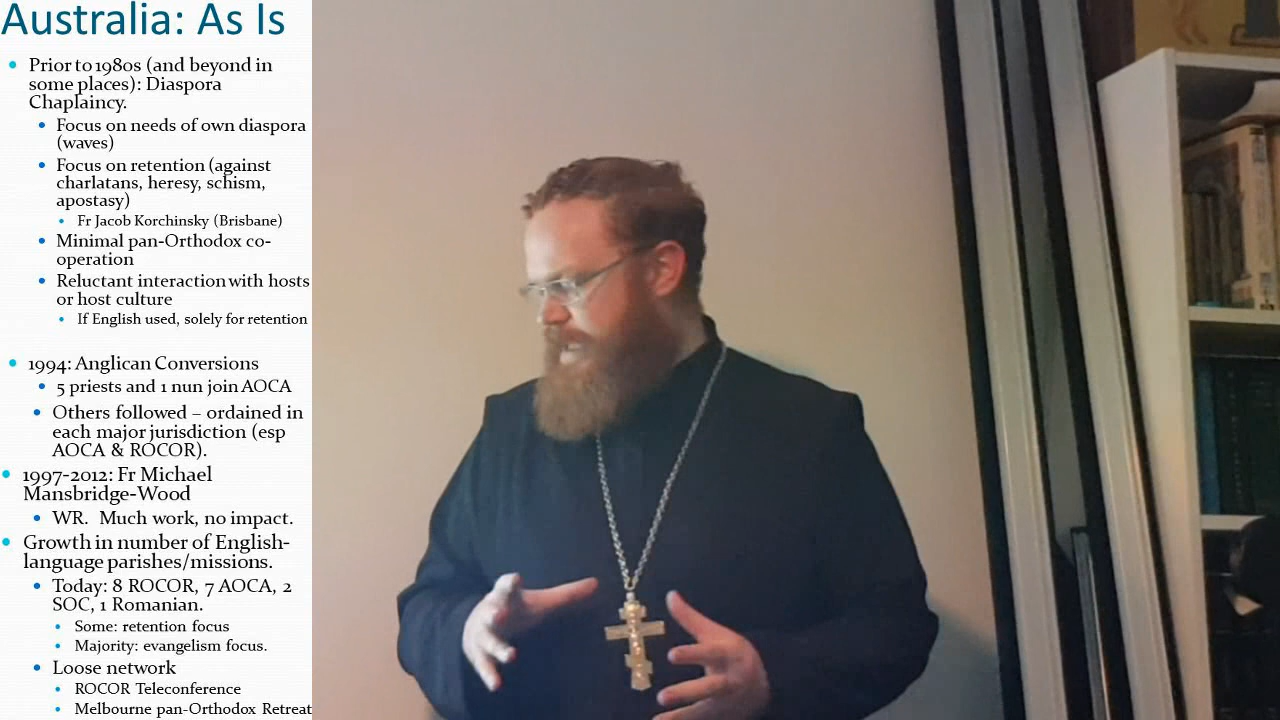 Australia: As Is
Prior to 1980s (and beyond in
some places): Diaspora
Chaplaincy.
Focus on needs of own diaspora
(waves)
Focus on retention (against
charlatans, heresy, schism,
apostasy)
Fr Jacob Korchinsky (Brisbane)
Minimal pan-Orthodox co-
operation
Reluctant interaction with hosts
or host culture
If English used, solely for retention
1994: Anglican Conversions
5 priests and 1 nun join AOCA
Others followed – ordained in
each major jurisdiction (esp
AOCA & ROCOR).
1997-2012: Fr Michael
Mansbridge-Wood
WR. Much work, no impact.
Growth in number of English-
language parishes/missions.
Today: 8 ROCOR, 7 AOCA, 2
SOC, 1 Romanian.
Some: retention focus
Majority: evangelism focus.
Loose network
ROCOR Teleconference
Melbourne pan-Orthodox Retreat